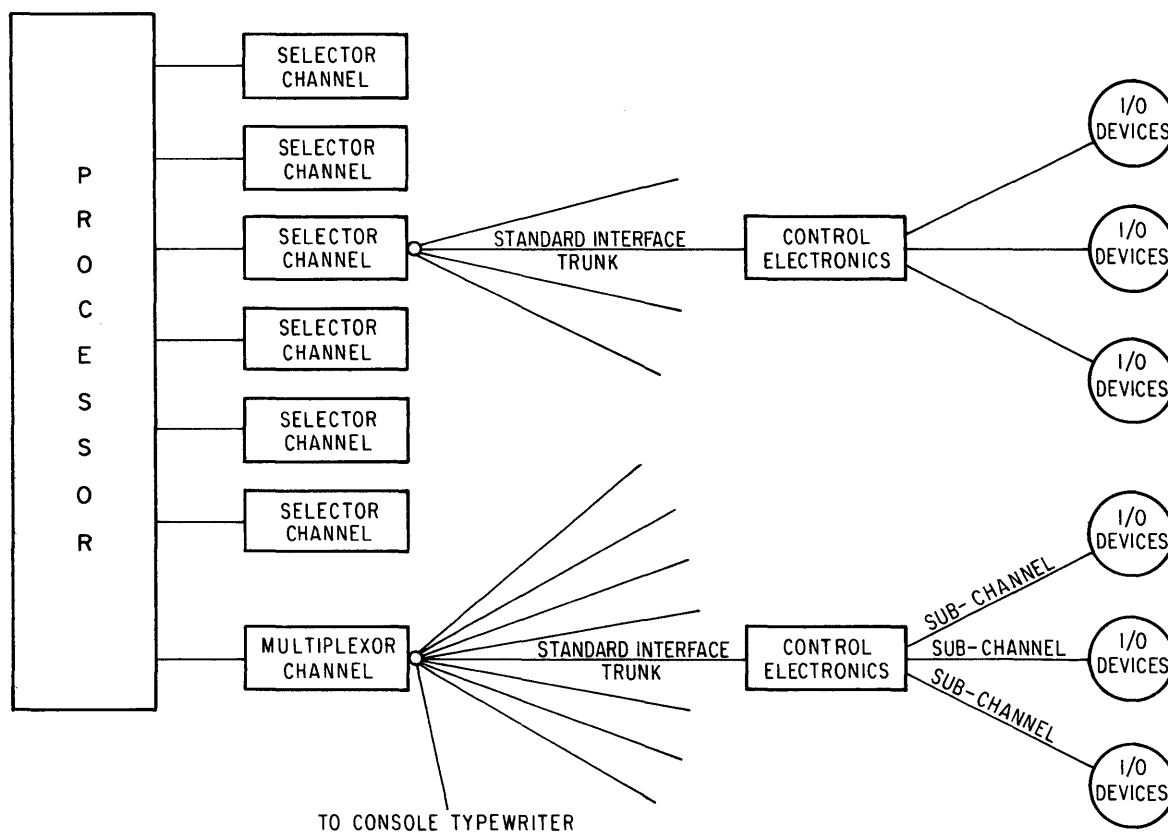 P
R
O
C
E
S
S
O
R
SELECTOR
CHANNEL
SELECTOR
CHANNEL
SELECTOR
CHANNEL
SELECTOR
CHANNEL
SELECTOR
CHANNEL
SELECTOR
CHANNEL
MULTIPLEXOR
CHANNEL
STANDARD INTERFACE
TRUNK
CONTROL
ELECTRONICS
I/O
DEVICES
I/O
DEVICES
I/O
DEVICES
STANDARD INTERFACE
TRUNK
CONTROL
ELECTRONICS
SUB-CHANNEL
SUB-CHANNEL
SUB-CHANNEL
I/O
DEVICES
I/O
DEVICES
I/O
DEVICES
TO CONSOLE TYPEWRITER